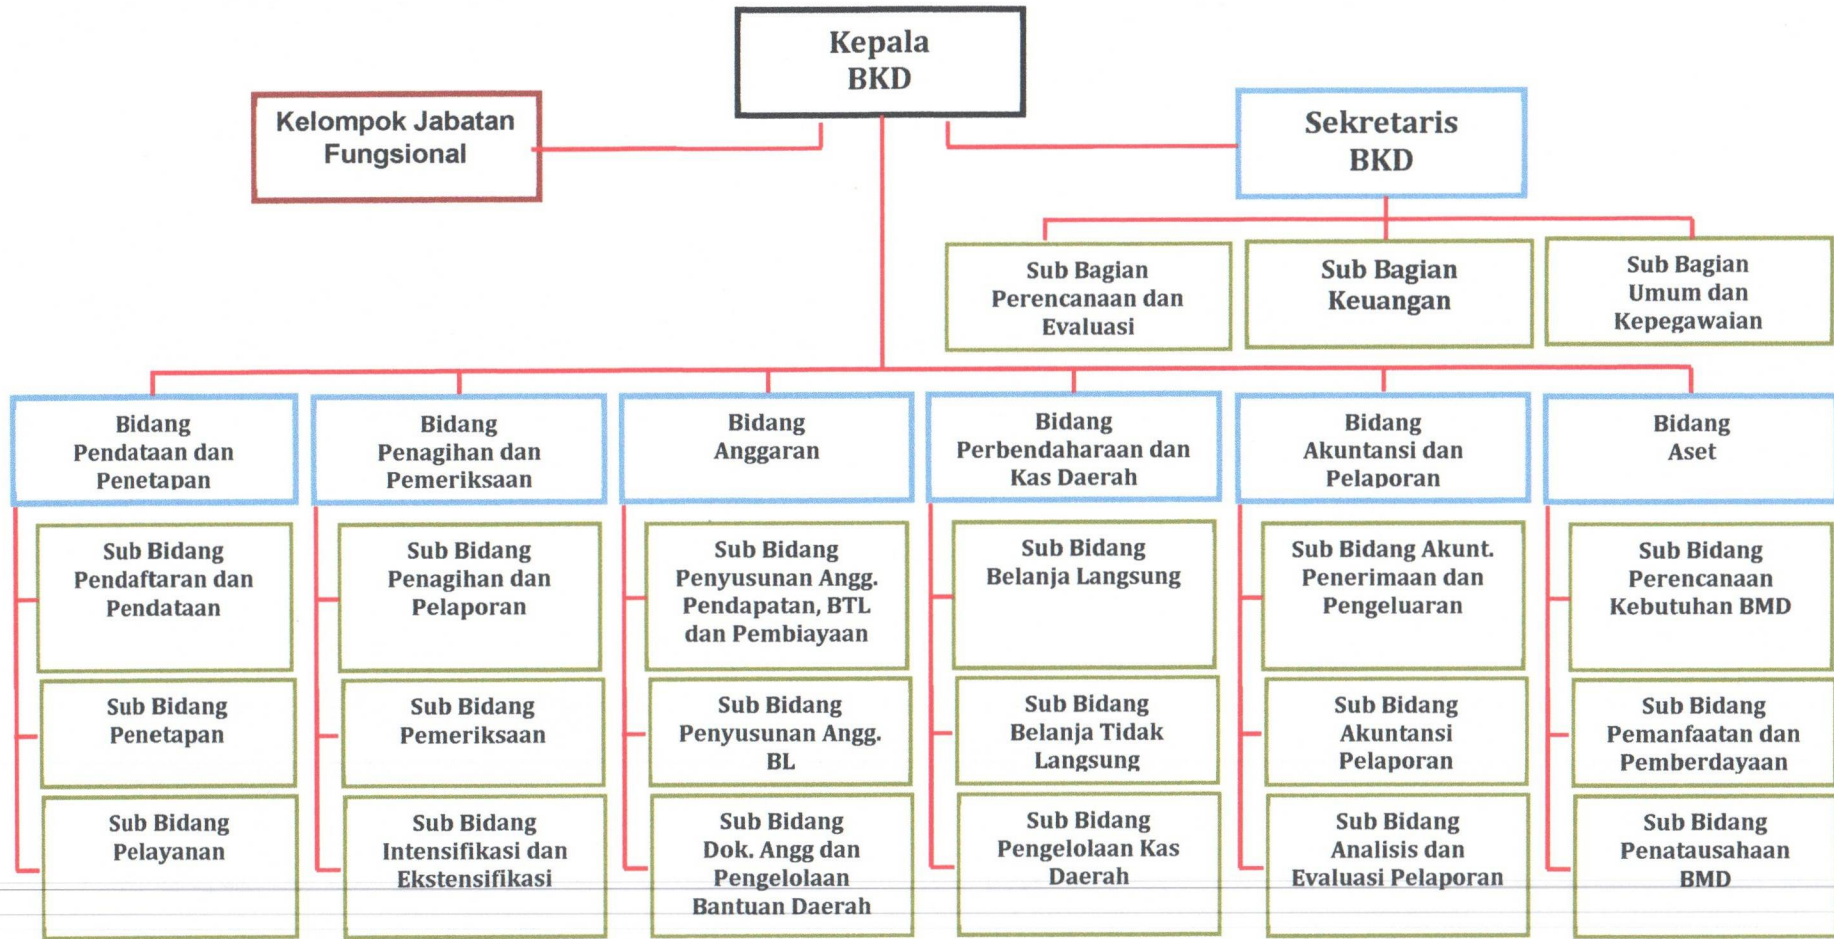 Kepala
BKD
Kelompok Jabatan
Fungsional
Sekretaris
BKD
Sub Bagian
Perencanaan dan
Evaluasi
Sub Bagian
Keuangan
Sub Bagian
Umum dan
Kepegawaian
Bidang
Pendataan dan
Penetapan
Bidang
Penagihan dan
Pemeriksaan
Bidang
Anggaran
Bidang
Perbendaharaan dan
Kas Daerah
Bidang
Akuntansi dan
Pelaporan
Bidang
Aset
Sub Bidang
Pendaftaran dan
Pendataan
Sub Bidang
Penagihan dan
Pelaporan
Sub Bidang
Penyusunan Angg.
Pendapatan, BTL
dan Pembiayaan
Sub Bidang
Belanja Langsung
Sub Bidang Akunt.
Penerimaan dan
Pengeluaran
Sub Bidang
Perencanaan
Kebutuhan BMD
Sub Bidang
Penetapan
Sub Bidang
Pemeriksaan
Sub Bidang
Penyusunan Angg.
BL
Sub Bidang
Belanja Tidak
Langsung
Sub Bidang
Akuntansi
Pelaporan
Sub Bidang
Pemanfaatan dan
Pemberdayaan
Sub Bidang
Pelayanan
Sub Bidang
Intensifikasi dan
Ekstensifikasi
Sub Bidang
Dok. Angg dan
Pengelolaan
Bantuan Daerah
Sub Bidang
Pengelolaan Kas
Daerah
Sub Bidang
Analisis dan
Evaluasi Pelaporan
Sub Bidang
Penatausahaan
BMD